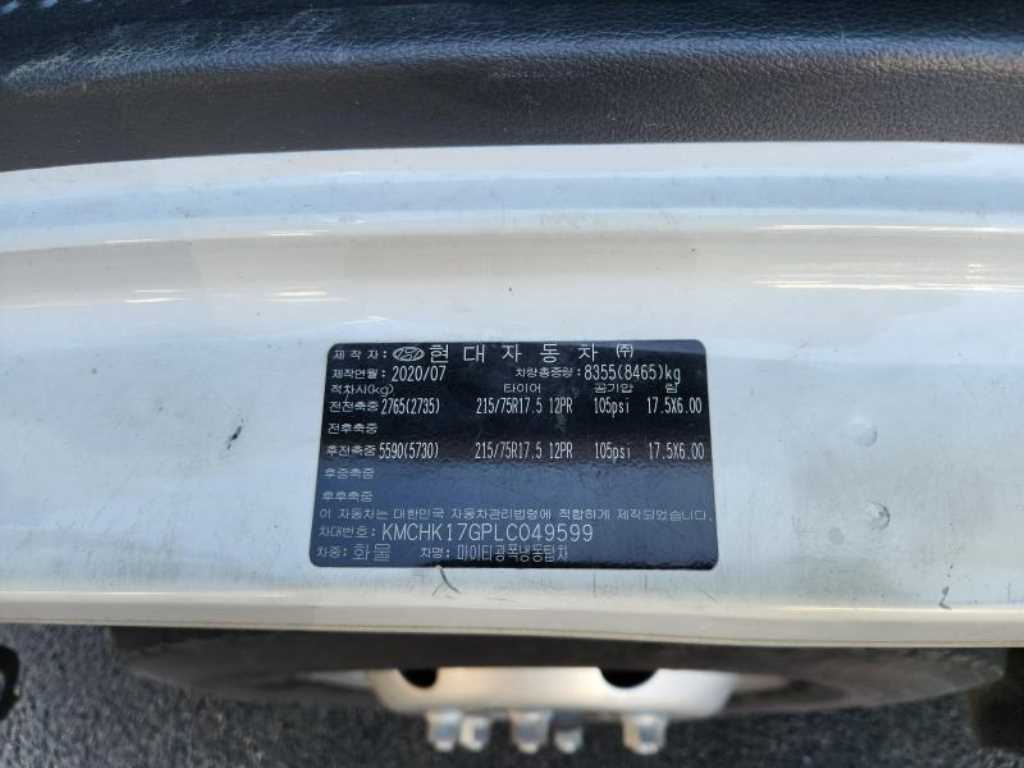 제 작 자: 현 대 자 동 차 ㈜
제작연월: 2020/07 차량총중량: 8355(8465)kg
적차시(kg) 타이어 공기압 림
전전축중 2765(2735) 215/75R17.5 12PR 105psi 17.5X6.00
전후축중
후전축중 5590(5730) 215/75R17.5 12PR 105psi 17.5X6.00
후중축중
후후축중
이 자동차는 대한민국 자동차관리법령에 적합하게 제작되었습니다.
차대번호: KMCHK17GPLC049599
차종: 화물 차명: 마이티광폭냉동탑차